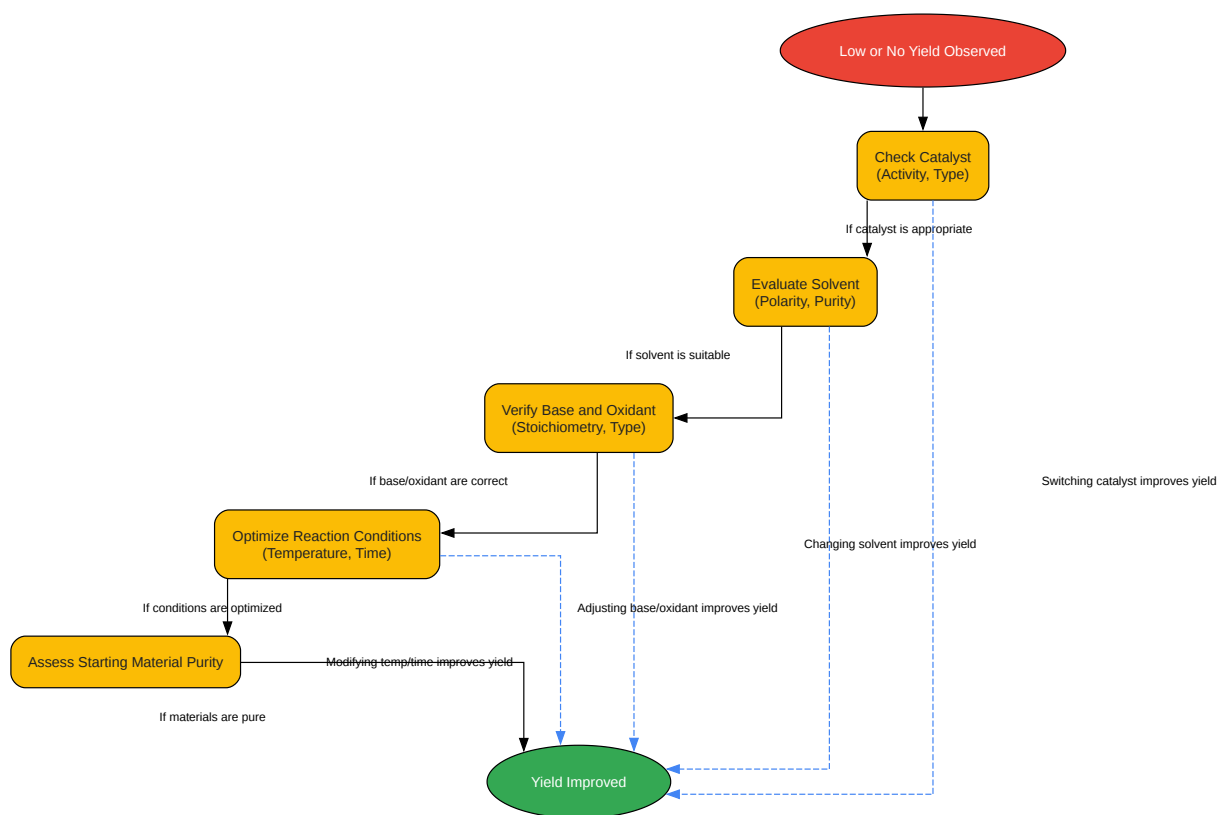 Low or No Yield Observed
Check Catalyst
(Activity, Type)
If catalyst is appropriate
Evaluate Solvent
(Polarity, Purity)
If solvent is suitable
Verify Base and Oxidant
(Stoichiometry, Type)
If base/oxidant are correct
Switching catalyst improves yield
Optimize Reaction Conditions
(Temperature, Time)
Changing solvent improves yield
If conditions are optimized
Adjusting base/oxidant improves yield
Assess Starting Material Purity
Modifying temp/time improves yield
If materials are pure
Yield Improved